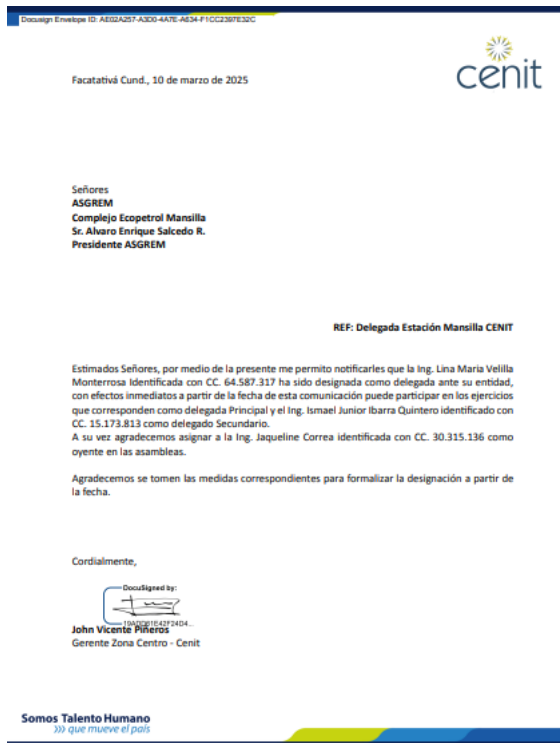 Docusign Envelope ID: AE02A257-A3D0-4A7E-A634-F1CC2397E32C
cenit
Facatativá Cund., 10 de marzo de 2025
Señores
ASGREM
Complejo Ecopetrol Mansilla
Sr. Alvaro Enrique Salcedo R.
Presidente ASGREM
REF: Delegada Estación Mansilla CENIT
Estimados Señores, por medio de la presente me permito notificarles que la Ing. Lina Maria Velilla
Monterrosa Identificada con CC. 64.587.317 ha sido designada como delegada ante su entidad,
con efectos inmediatos a partir de la fecha de esta comunicación puede participar en los ejercicios
que corresponden como delegada Principal y el Ing. Ismael Junior Ibarra Quintero identificado con
CC. 15.173.813 como delegado Secundario.
A su vez agradecemos asignar a la Ing. Jaqueline Correa identificada con CC. 30.315.136 como
oyente en las asambleas.
Agradecemos se tomen las medidas correspondientes para formalizar la designación a partir de
la fecha.
Cordialmente,
DocuSigned by:
John Vicente Piñeros
Gerente Zona Centro - Cenit
Somos Talento Humano
››› que mueve el país